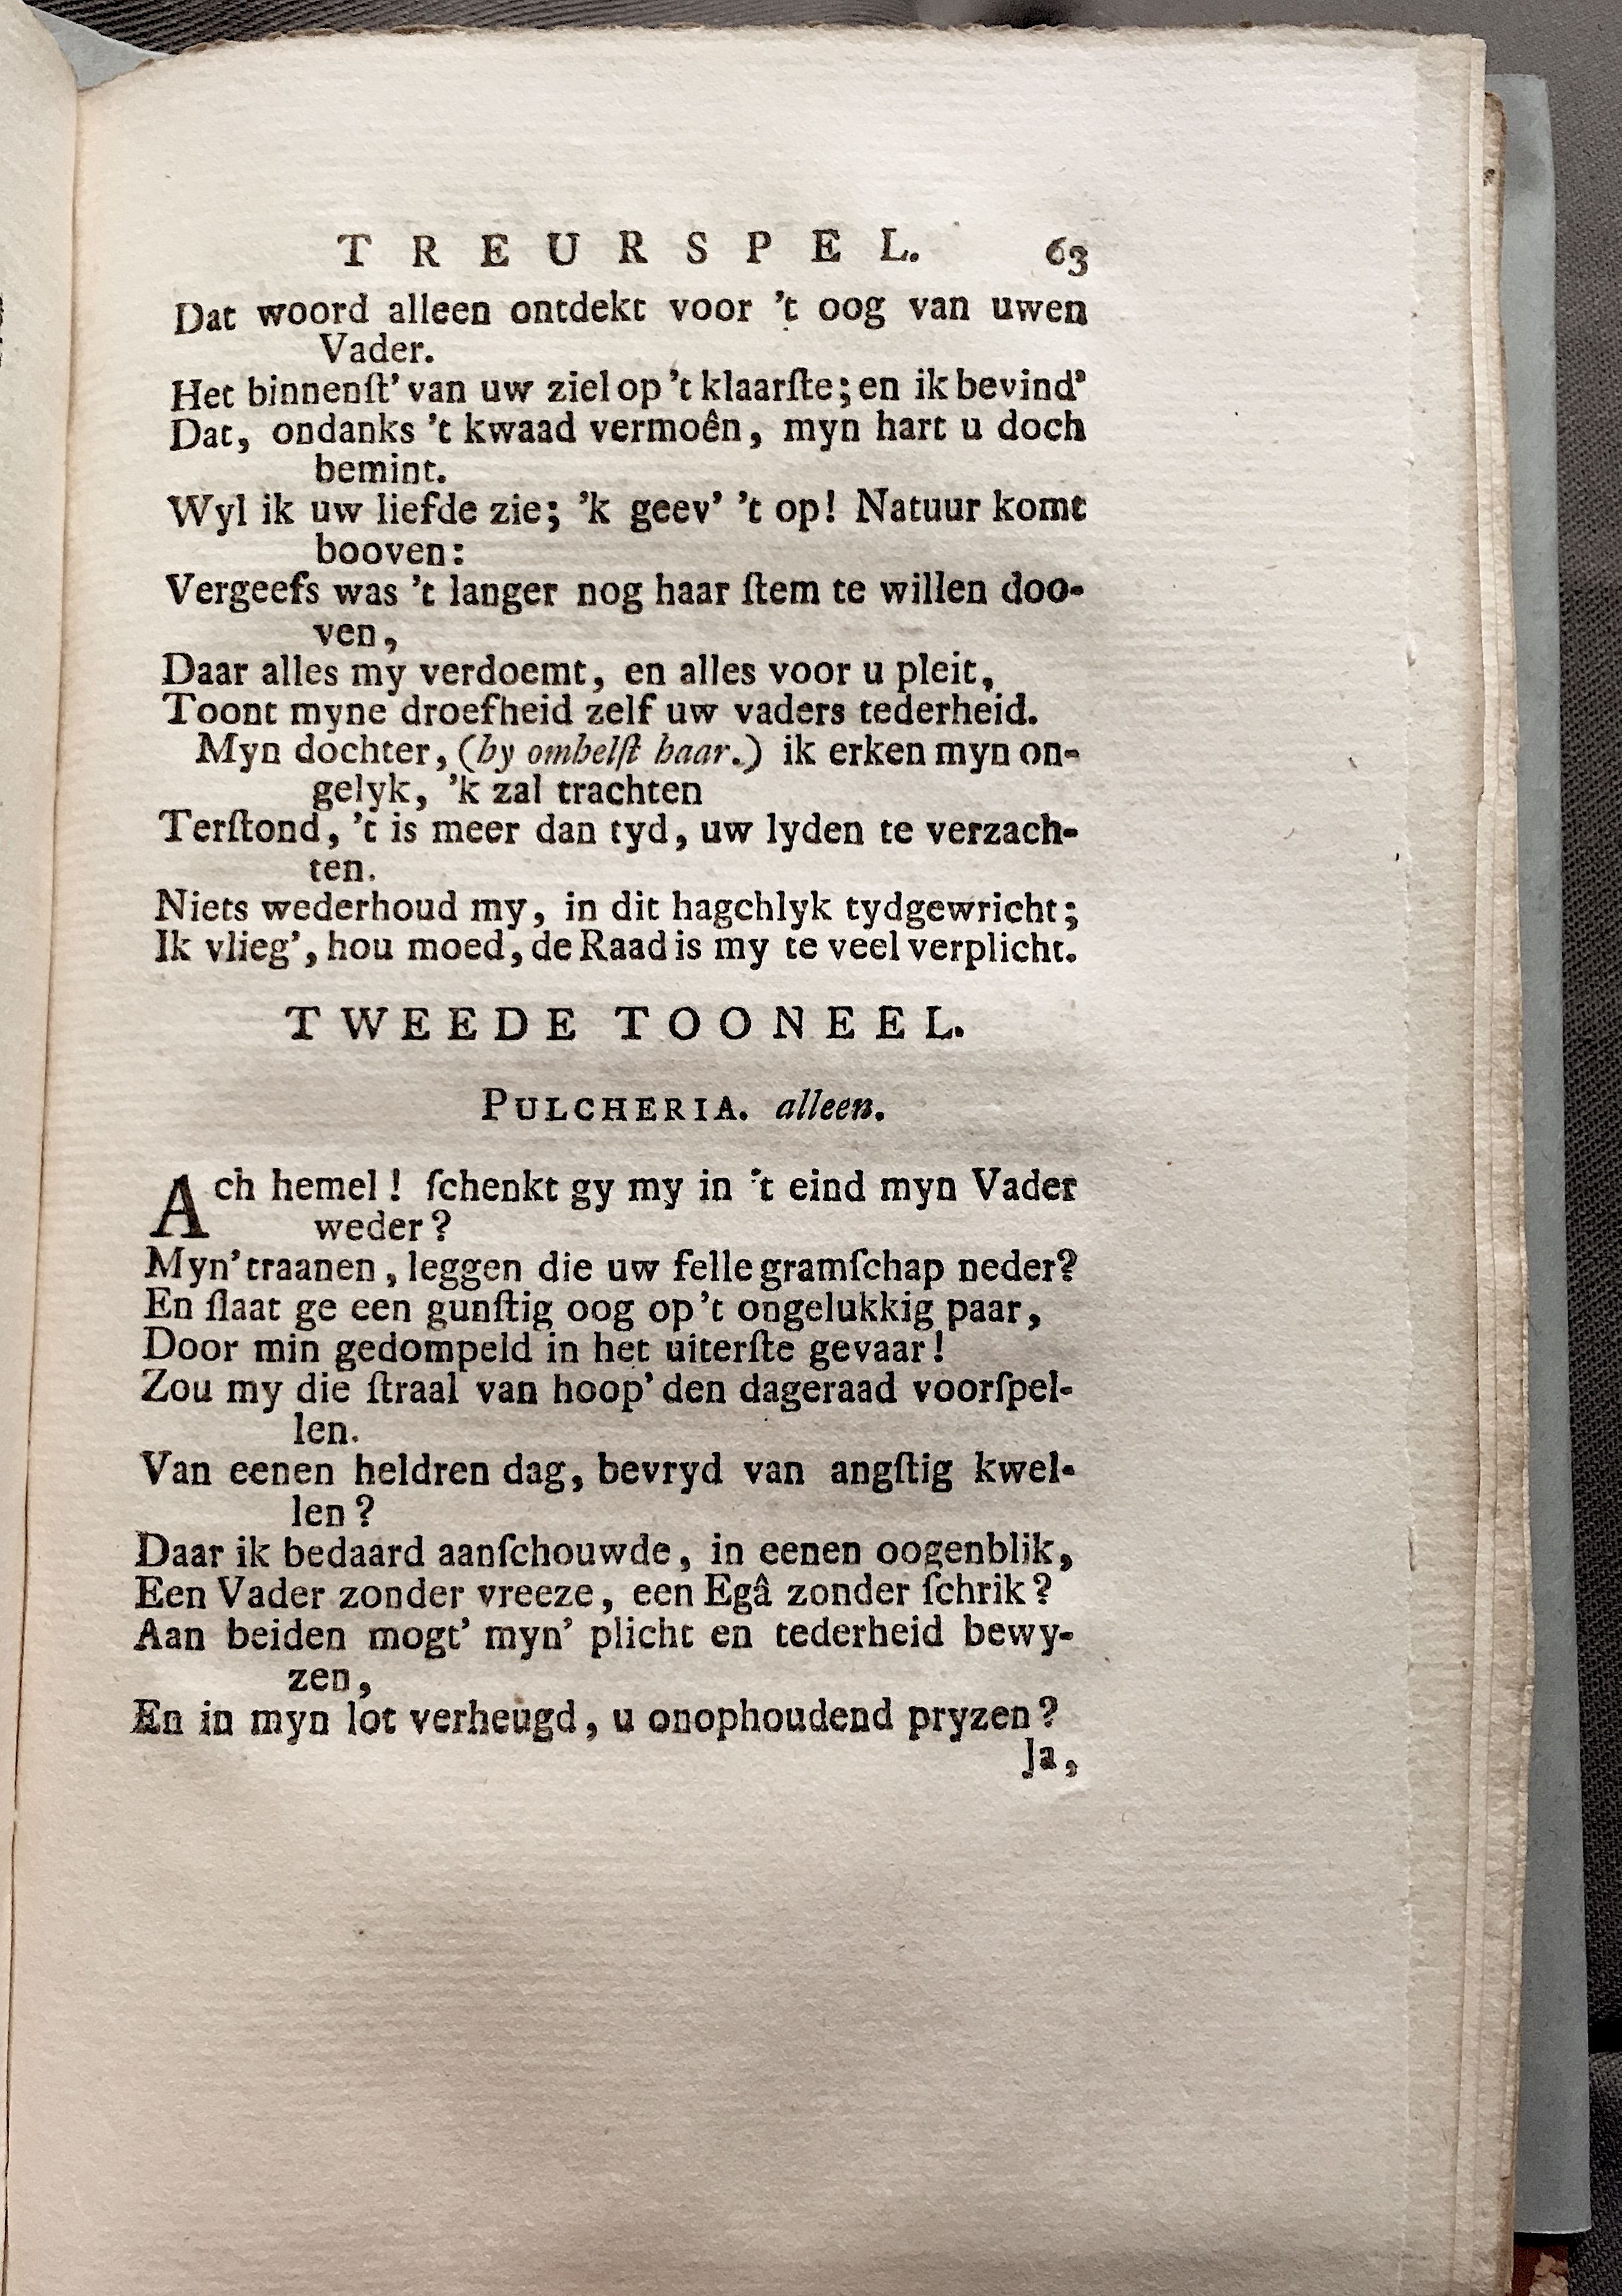 TREURSPEL. 63
Dat woord alleen ontdekt voor 't oog van uwen
Vader.
Het binnenſt' van uw ziel op 't klaarſte; en ik bevind'
Dat, ondanks 't kwaad vermoên, myn hart u doch
bemint.
Wyl ik uw liefde zie; 'k geev' 't op! Natuur komt
booven:
Vergeefs was 't langer nog haar ſtem te willen doo-
ven,
Daar alles my verdoemt, en alles voor u pleit,
Toont myne droefheid zelf uw vaders tederheid.
Myn dochter, (hy omhelſt haar.) ik erken myn on-
gelyk, 'k zal trachten
Terſtond, 't is meer dan tyd, uw lyden te verzach-
ten.
Niets wederhoud my, in dit hagchlyk tydgewricht;
Ik vlieg', hou moed, de Raad is my te veel verplicht.
TWEEDE TOONEEL.
PULCHERIA. alleen.
Ach hemel! ſchenkt gy my in 't eind myn Vader
weder?
Myn' traanen, leggen die uw felle gramſchap neder?
En ſlaat ge een gunſtig oog op 't ongelukkig paar,
Door min gedompeld in het uiterſte gevaar!
Zou my die ſtraal van hoop' den dageraad voorſpel-
len.
Van eenen heldren dag, bevryd van angſtig kwel-
len?
Daar ik bedaard aanſchouwde, in eenen oogenblik,
Een Vader zonder vreeze, een Egâ zonder ſchrik?
Aan beiden mogt' myn' plicht en tederheid bewy-
zen,
En in myn lot verheugd, u onophoudend pryzen?
Ja,